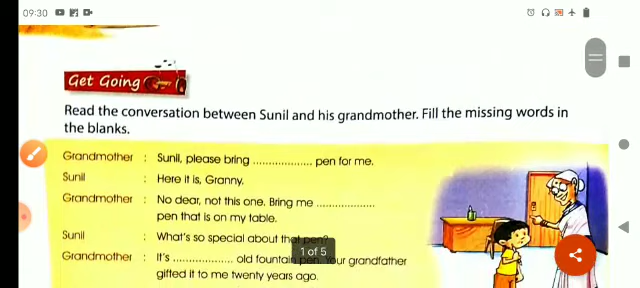 09:30
Get Going
Read the conversation between Sunil and his grandmother. Fill the missing words in
the blanks.
Grandmother : Sunil, please bring .................. pen for me.
Sunil : Here it is, Granny.
Grandmother : No dear, not this one. Bring me ..................
pen that is on my table.
Sunil : What's so special about that pen?
1 of 5
Grandmother : It's .................. old fountain pen. Your grandfather
gifted it to me twenty years ago.